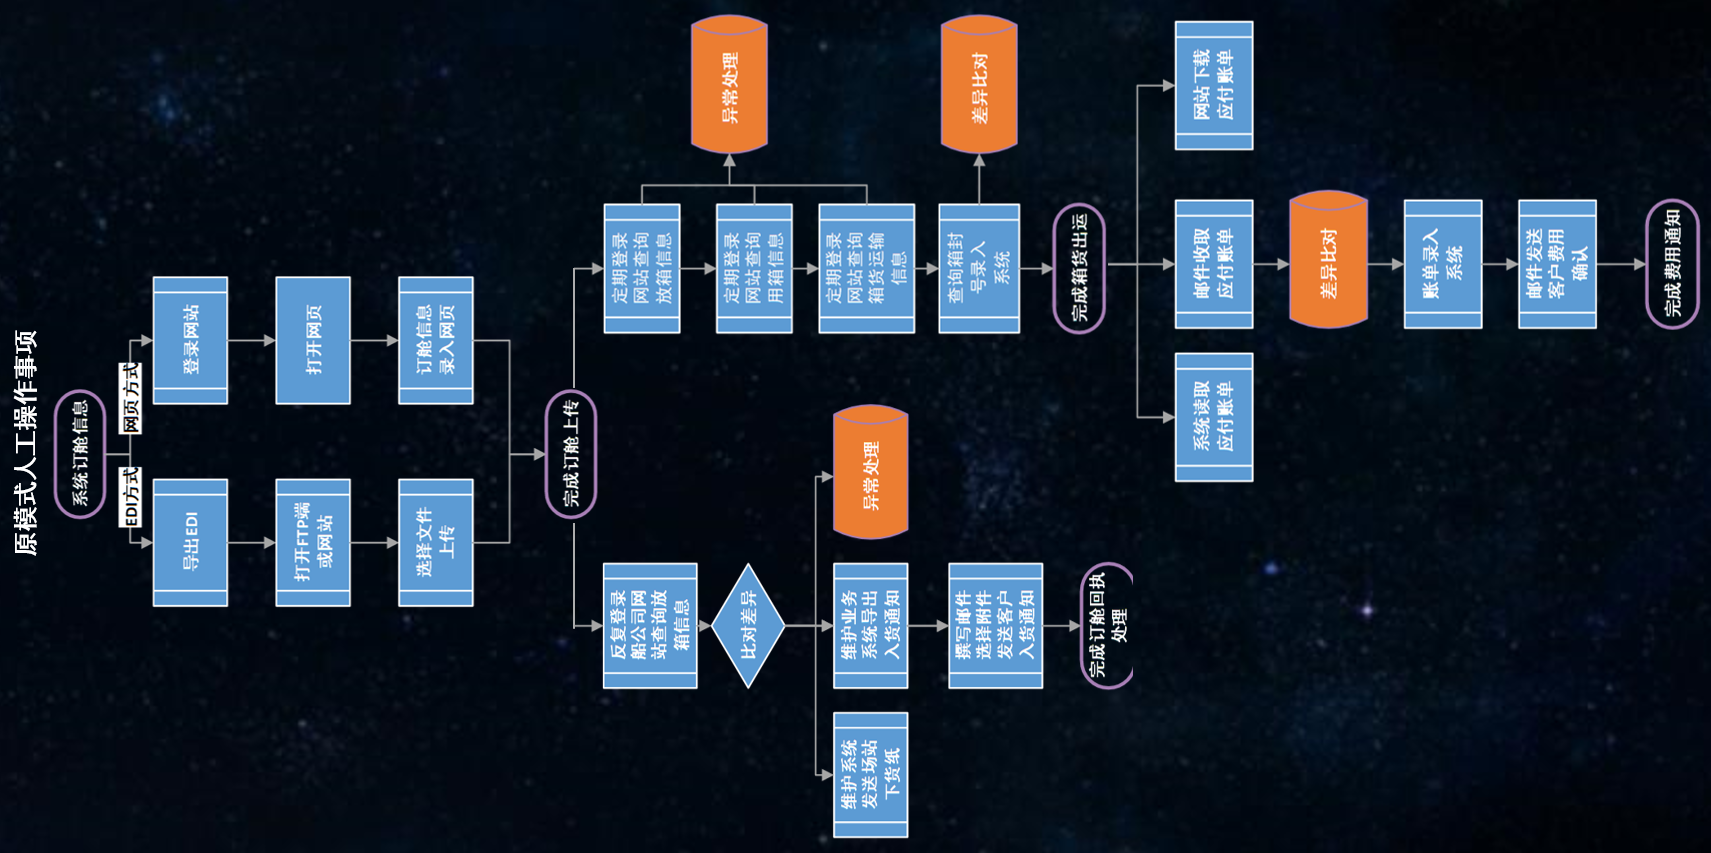 原模式人工操作事项
系统订舱信息
EDI方式
网页方式
导出EDI
登录网站
打开FTP端
或网站
打开网页
选择文件
上传
订舱信息
录入网页
完成订舱上传
反复登录
船公司网
站查询放
箱信息
比对差异
维护系统
发送场站
下货纸
维护业务
系统导出
入货通知
异常处理
撰写邮件
选择附件
发送客户
入货通知
完成订舱回执
处理
定期登录
网站查询
放箱信息
定期登录
网站查询
用箱信息
定期登录
网站查询
箱货运输
信息
异常处理
查询箱封
号录入
系统
差异比对
完成箱货出运
系统读取
应付账单
邮件收取
应付账单
网站下载
应付账单
差异比对
账单录入
系统
邮件发送
客户费用
确认
完成费用通知